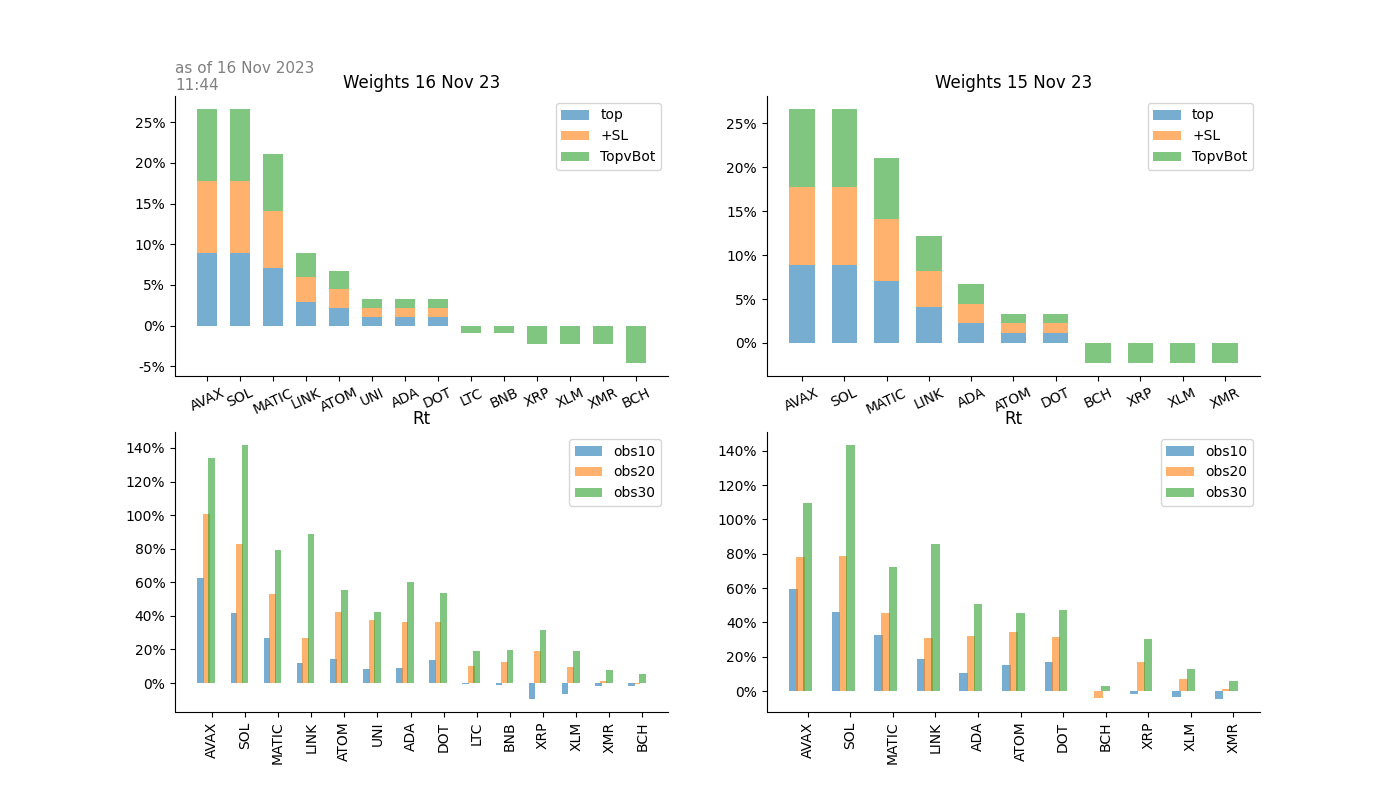 as of 16 Nov 2023
11:44
Weights 16 Nov 23
25%
20%
15%
10%
5%
0%
-5%
top
+SL
TopvBot
AVAX SOL MATIC LINK ATOM UNI ADA DOT LTC BNB XRP XLM XMR BCH
Weights 15 Nov 23
25%
20%
15%
10%
5%
0%
top
+SL
TopvBot
AVAX SOL MATIC LINK ADA ATOM DOT BCH XRP XLM XMR
Rt
140%
120%
100%
80%
60%
40%
20%
0%
obs10
obs20
obs30
AVAX SOL MATIC LINK ATOM UNI ADA DOT LTC BNB XRP XLM XMR BCH
Rt
140%
120%
100%
80%
60%
40%
20%
0%
obs10
obs20
obs30
AVAX SOL MATIC LINK ADA ATOM DOT BCH XRP XLM XMR